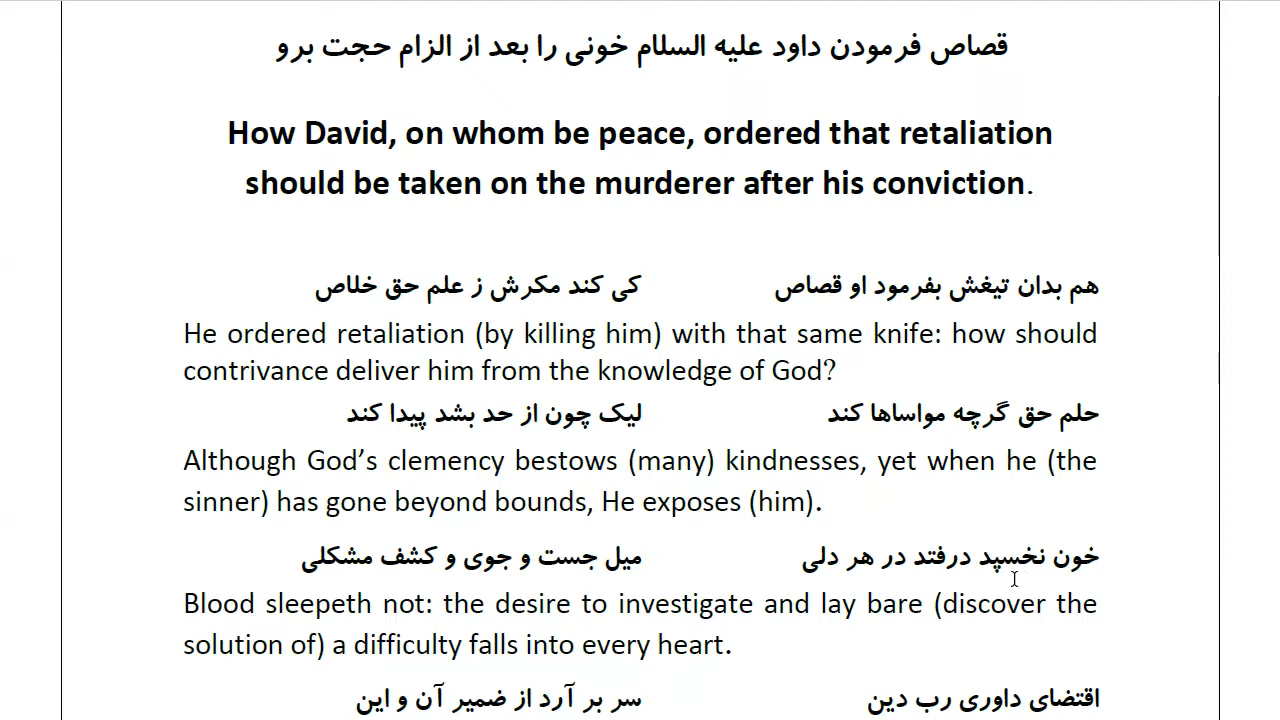 قصاص فرمودن داود علیه السلام خونی را بعد از الزام حجت برو
How David, on whom be peace, ordered that retaliation
should be taken on the murderer after his conviction.
هم بدان تیغش بفرمود او قصاص کی کند مکرش ز علم حق خلاص
He ordered retaliation (by killing him) with that same knife: how should
contrivance deliver him from the knowledge of God?
حلم حق گرچه مواساها کند لیک چون از حد بشد پیدا کند
Although God’s clemency bestows (many) kindnesses, yet when he (the
sinner) has gone beyond bounds, He exposes (him).
خون نخسپد درفتد در هر دلی میل جست و جوی و کشف مشکلی
Blood sleepeth not: the desire to investigate and lay bare (discover the
solution of) a difficulty falls into every heart.
اقتضای داوری رب دین سر بر آرد از ضمیر آن و این